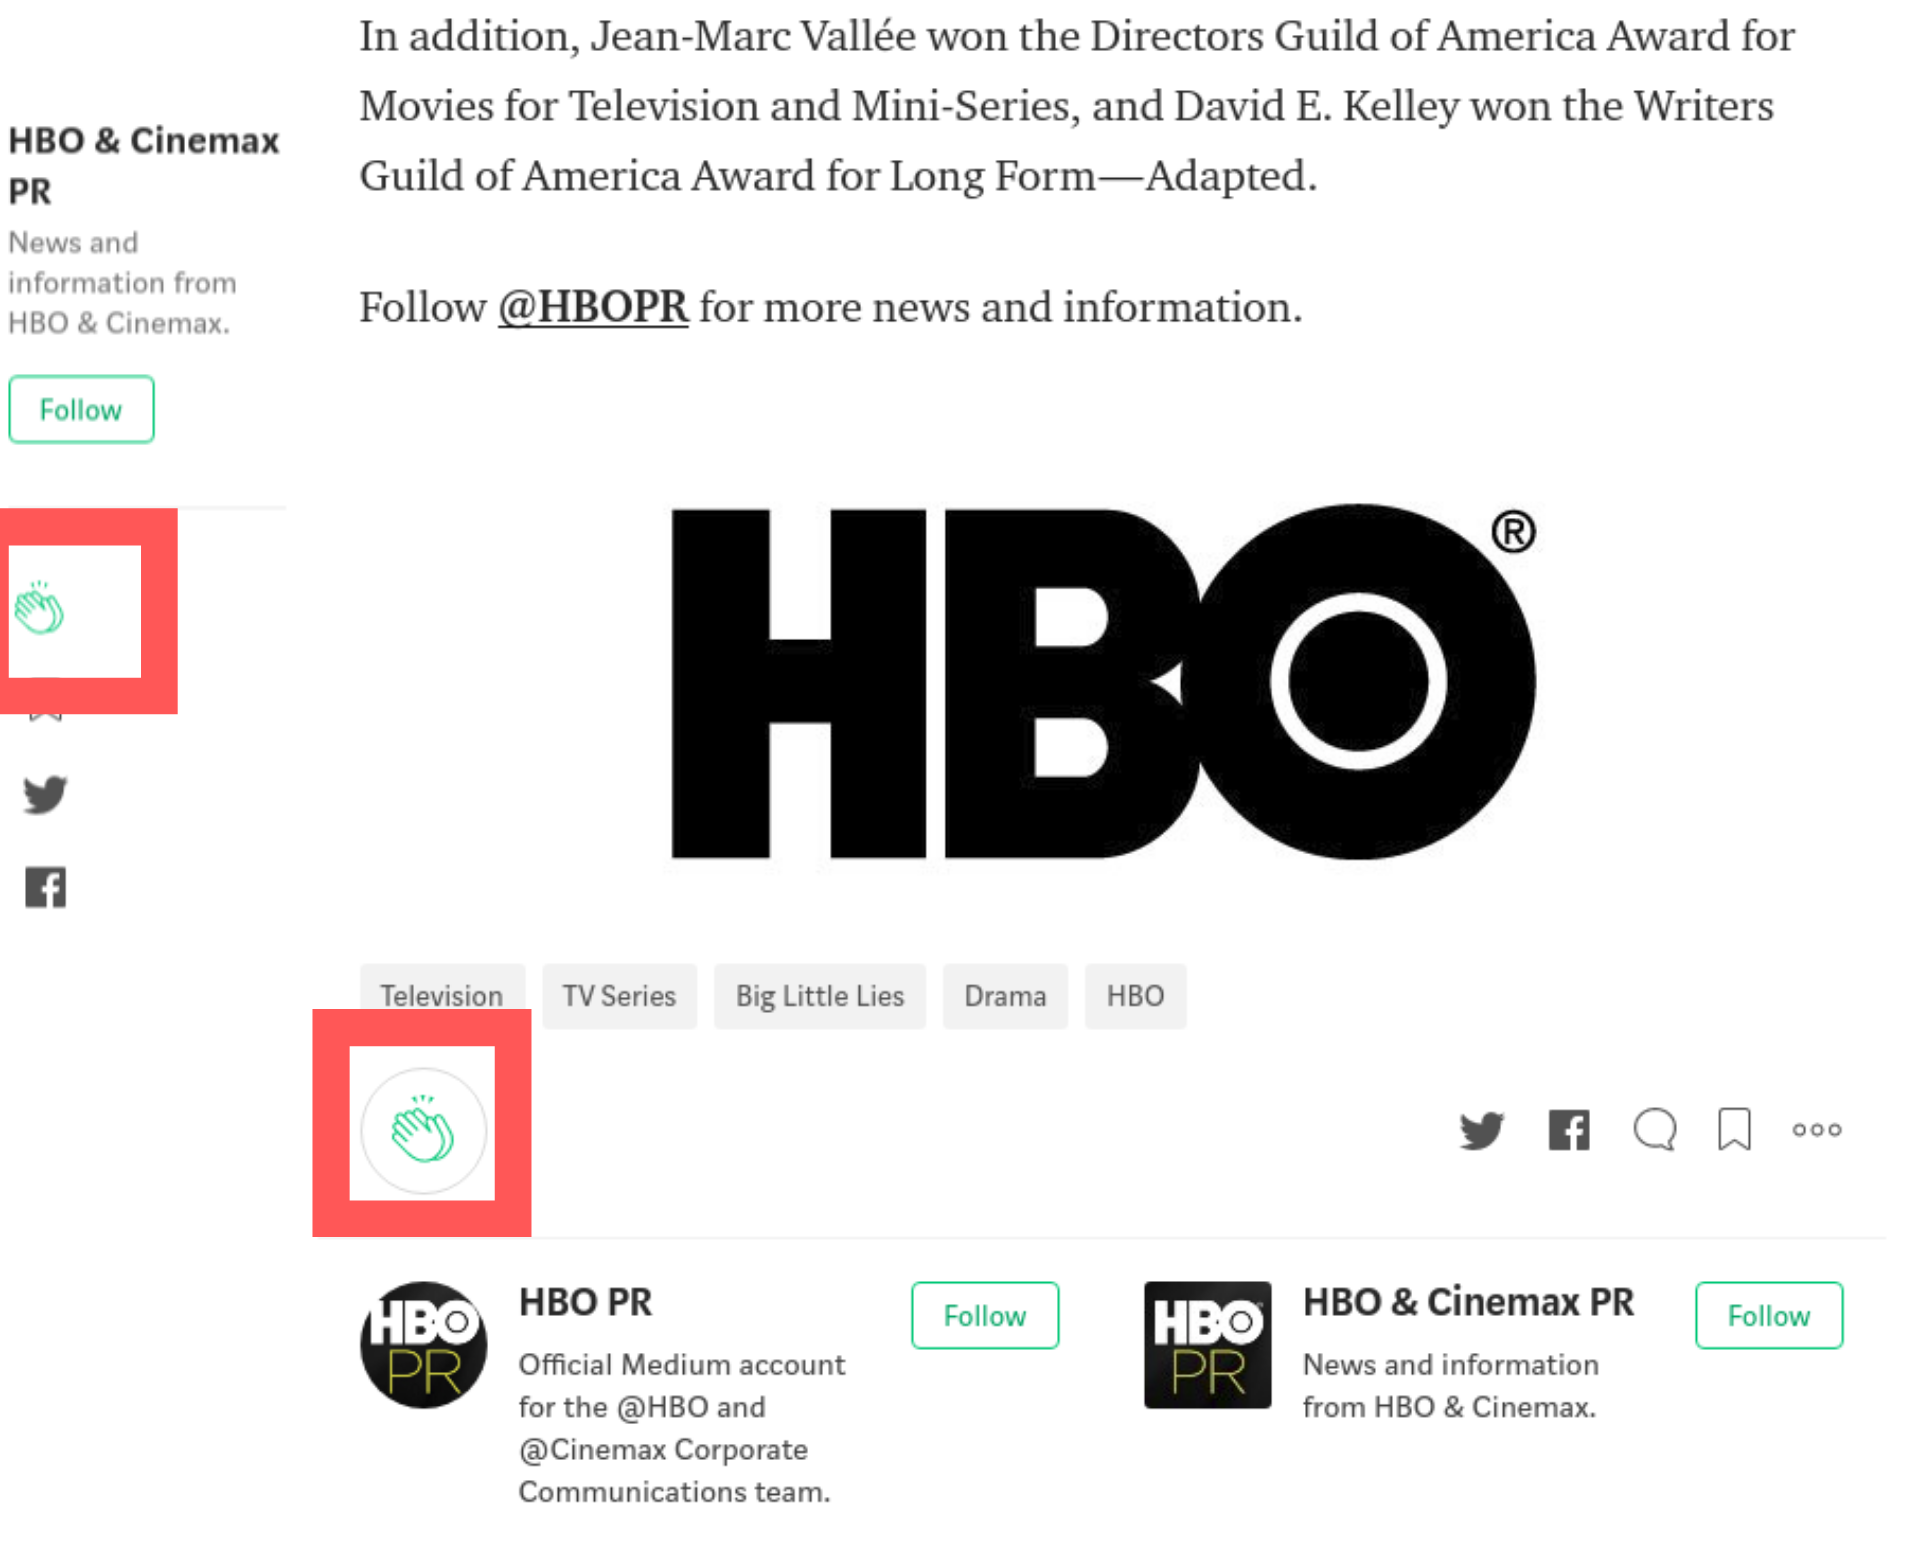 In addition, Jean-Marc Vallée won the Directors Guild of America Award for
Movies for Television and Mini-Series, and David E. Kelley won the Writers
Guild of America Award for Long Form—Adapted.
Follow @HBOPR for more news and information.
HBO & Cinemax
PR
News and
information from
HBO & Cinemax.
Follow
HBO®
Television
TV Series
Big Little Lies
Drama
HBO
HBO
PR
HBO PR
Official Medium account
for the @HBO and
@Cinemax Corporate
Communications team.
Follow
HBO
PR
HBO & Cinemax PR
News and information
from HBO & Cinemax.
Follow